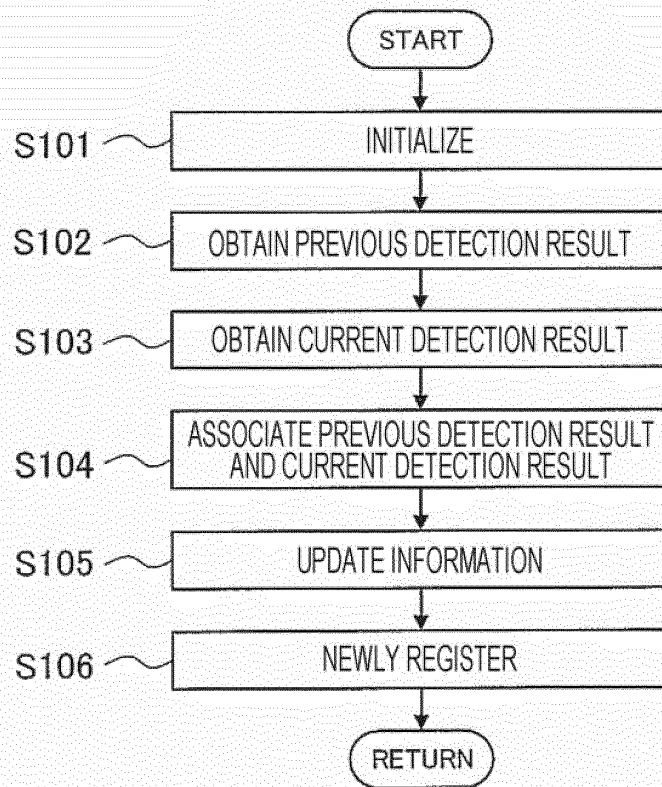 START
S101
INITIALIZE
S102
OBTAIN PREVIOUS DETECTION RESULT
S103
OBTAIN CURRENT DETECTION RESULT
S104
ASSOCIATE PREVIOUS DETECTION RESULT
AND CURRENT DETECTION RESULT
S105
UPDATE INFORMATION
S106
NEWLY REGISTER
RETURN